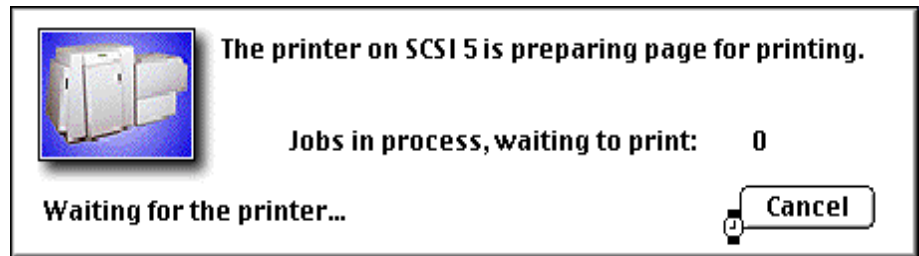 The printer on SCSI 5 is preparing page for printing.
Jobs in process, waiting to print: 0
Waiting for the printer...
Cancel